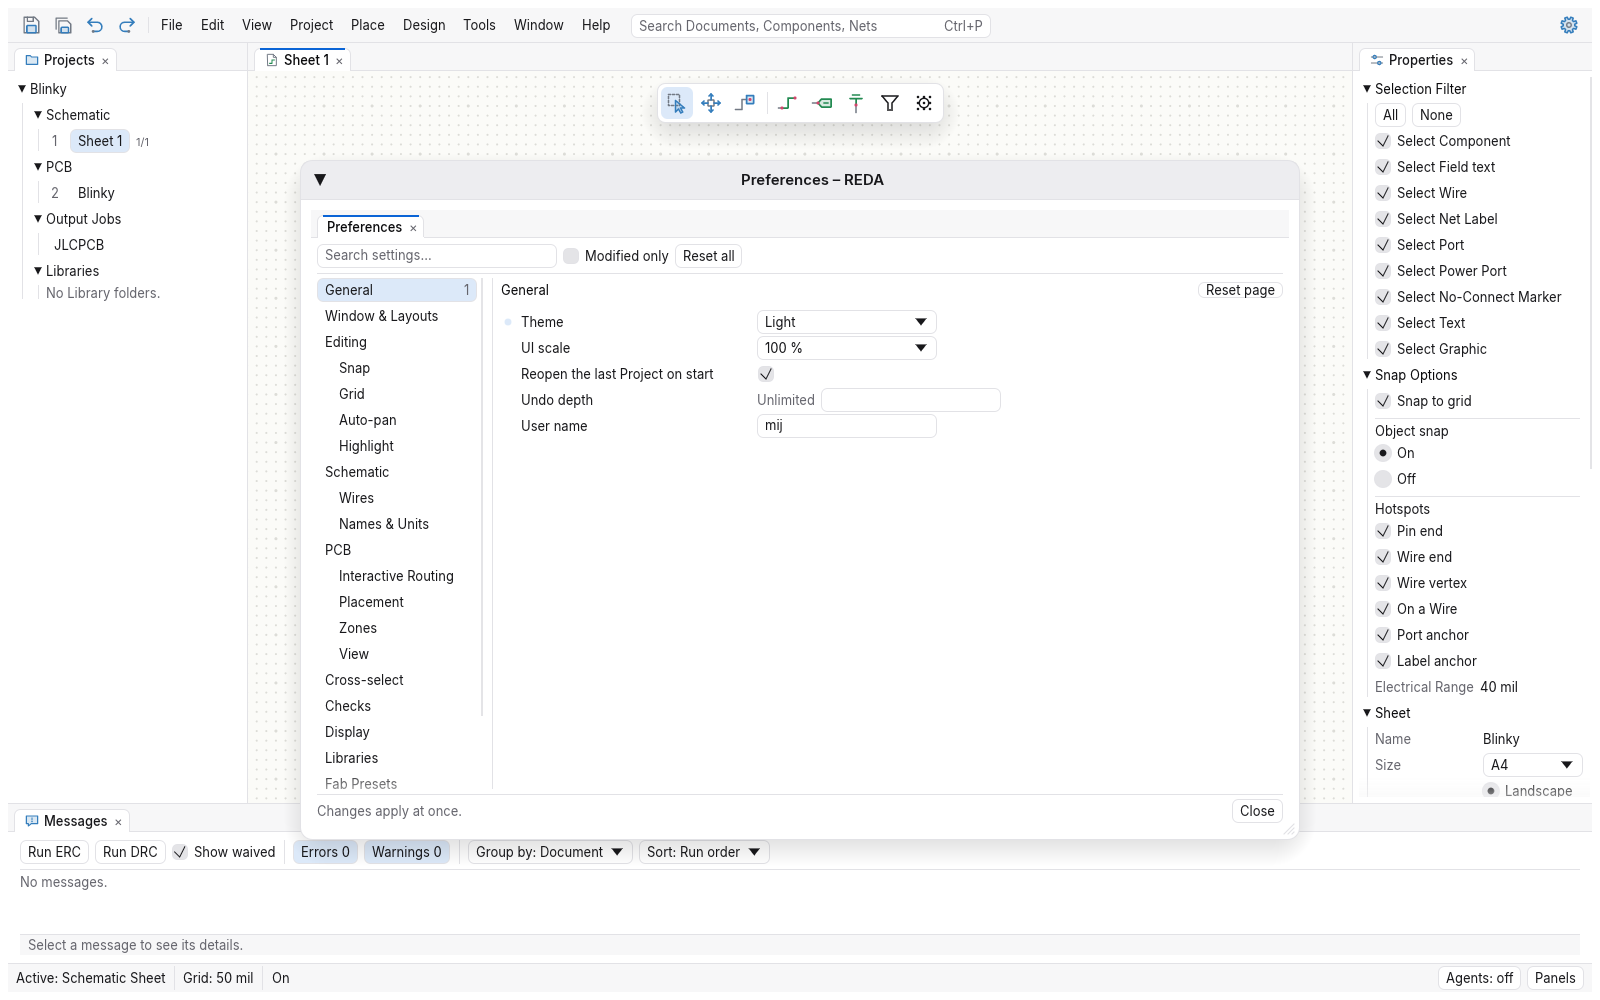 File Edit View Project Place Design Tools Window Help Search Documents, Components, Nets Ctrl+P
Projects ×
Sheet 1 ×
Properties ×
Blinky
Schematic
1 Sheet 1 1/1
PCB
2 Blinky
Output Jobs
JLCPCB
Libraries
No Library folders.
Preferences – REDA
Preferences ×
Search settings... Modified only Reset all
General 1
Window & Layouts
Editing
Snap
Grid
Auto-pan
Highlight
Schematic
Wires
Names & Units
PCB
Interactive Routing
Placement
Zones
View
Cross-select
Checks
Display
Libraries
Fab Presets
General Reset page
Theme Light
UI scale 100 %
Reopen the last Project on start
Undo depth Unlimited
User name mij
Changes apply at once. Close
Selection Filter
All None
Select Component
Select Field text
Select Wire
Select Net Label
Select Port
Select Power Port
Select No-Connect Marker
Select Text
Select Graphic
Snap Options
Snap to grid
Object snap
On
Off
Hotspots
Pin end
Wire end
Wire vertex
On a Wire
Port anchor
Label anchor
Electrical Range 40 mil
Sheet
Name Blinky
Size A4
Landscape
Messages ×
Run ERC Run DRC Show waived Errors 0 Warnings 0 Group by: Document Sort: Run order
No messages.
Select a message to see its details.
Active: Schematic Sheet Grid: 50 mil On Agents: off Panels